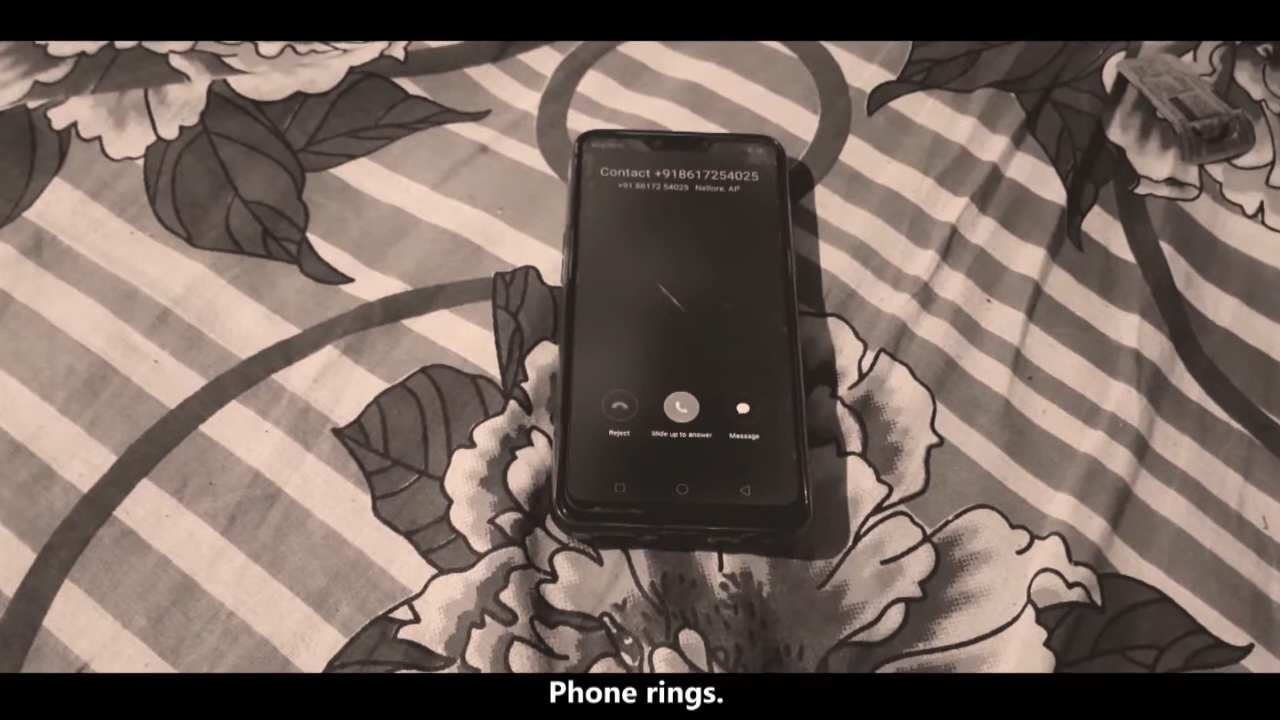 Contact +918617254025
+91 86172 54025 Nellore, AP
Reject
Slide up to answer
Message
Phone rings.